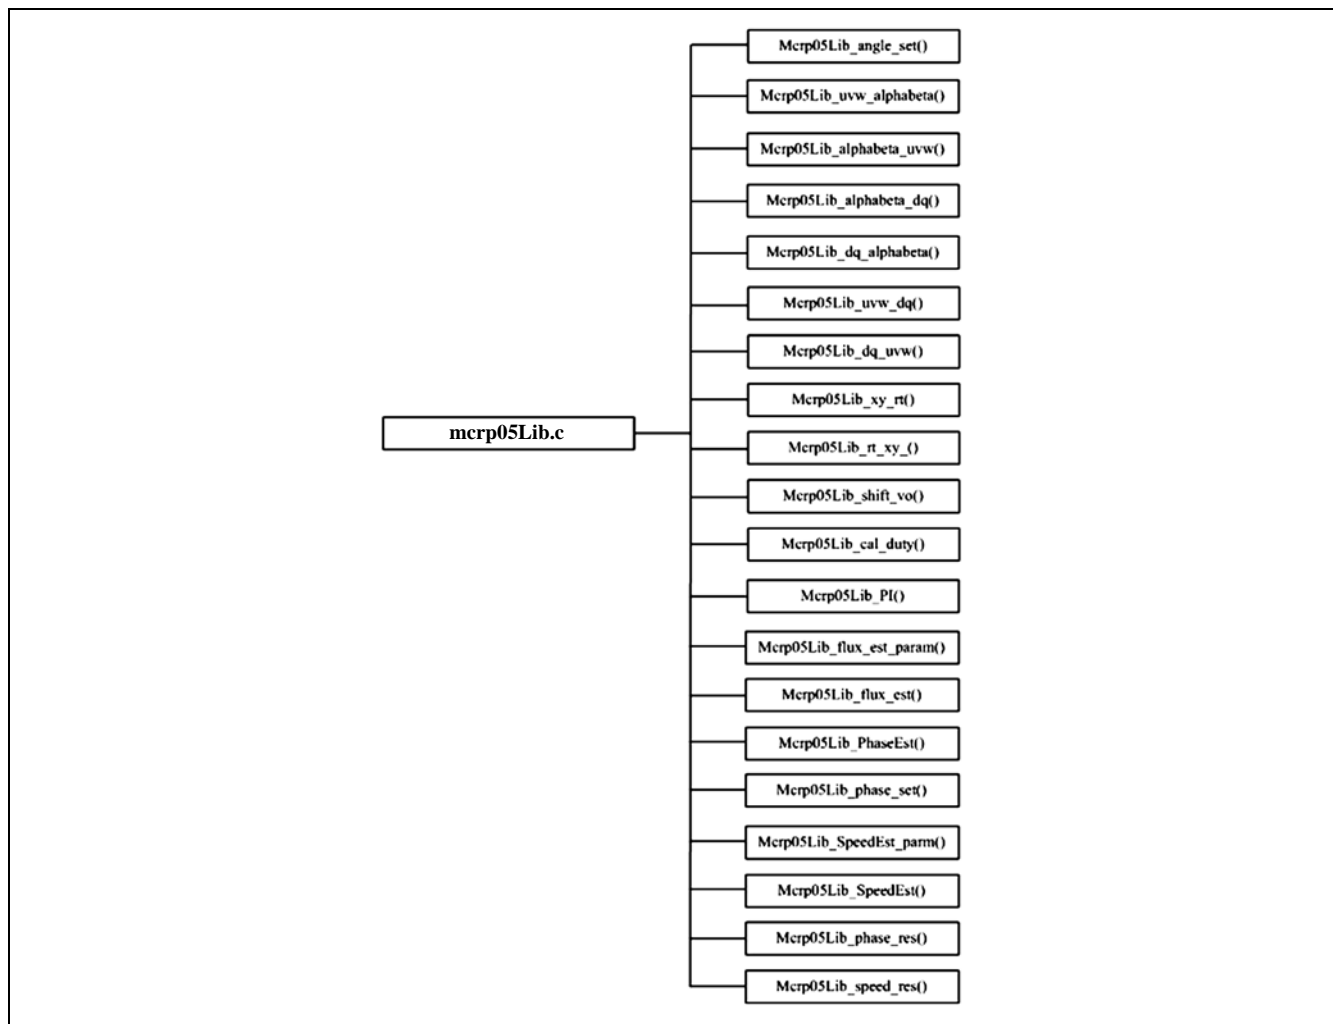 Mcrp05Lib_angle_set()
Mcrp05Lib_uvw_alphabeta()
Mcrp05Lib_alphabeta_uvw()
Mcrp05Lib_alphabeta_dq()
Mcrp05Lib_dq_alphabeta()
Mcrp05Lib_uvw_dq()
Mcrp05Lib_dq_uvw()
Mcrp05Lib_xy_rt()
mcrp05Lib.c
Mcrp05Lib_rt_xy_()
Mcrp05Lib_shift_vo()
Mcrp05Lib_cal_duty()
Mcrp05Lib_PI()
Mcrp05Lib_flux_est_param()
Mcrp05Lib_flux_est()
Mcrp05Lib_PhaseEst()
Mcrp05Lib_phase_set()
Mcrp05Lib_SpeedEst_parm()
Mcrp05Lib_SpeedEst()
Mcrp05Lib_phase_res()
Mcrp05Lib_speed_res()